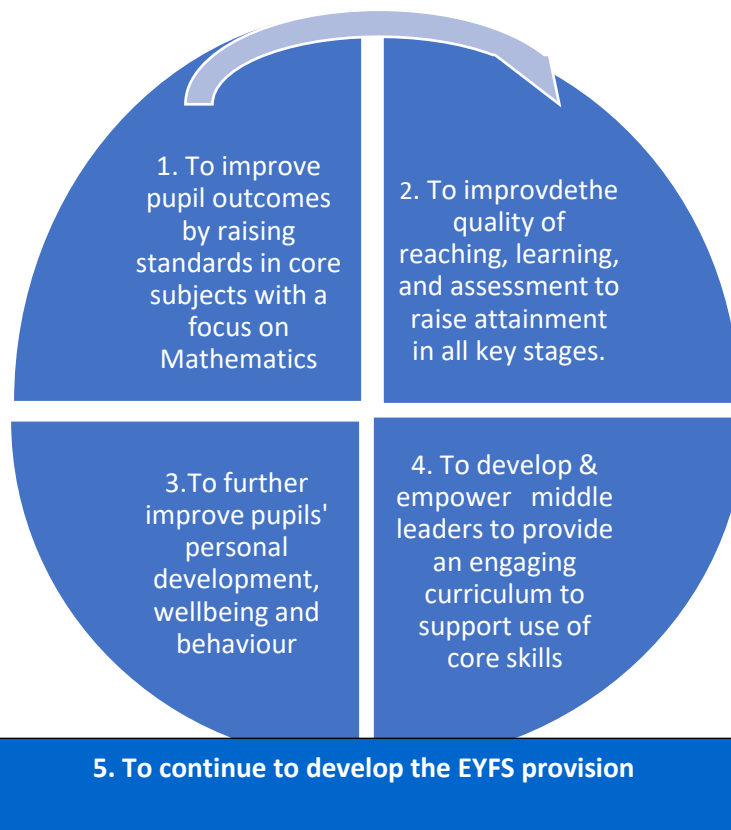 1. To improve
pupil outcomes
by raising
standards in core
subjects with a
focus on
Mathematics
2. To improvdethe
quality of
reaching, learning,
and assessment to
raise attainment
in all key stages.
3.To further
improve pupils'
personal
development,
wellbeing and
behaviour
4. To develop &
empower middle
leaders to provide
an engaging
curriculum to
support use of
core skills
5. To continue to develop the EYFS provision